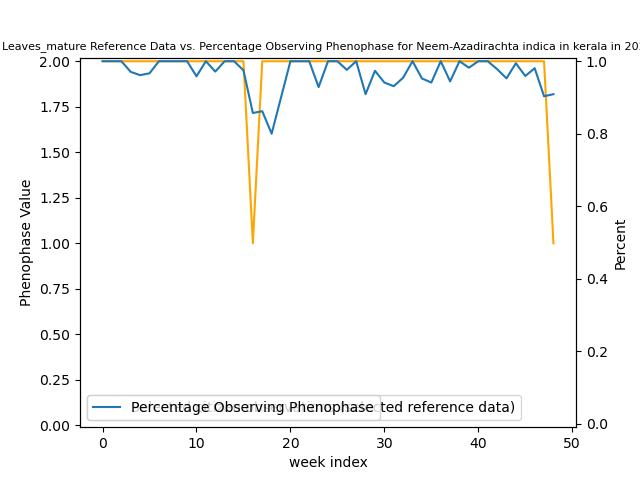 Leaves_mature Reference Data vs. Percentage Observing Phenophase for Neem-Azadirachta indica in kerala in 20
2.00
1.75
1.50
1.25
1.00
0.75
0.50
0.25
0.00
Phenophase Value
1.0
0.8
0.6
0.4
0.2
0.0
Percent
Percentage Observing Phenophase ted reference data)
0 10 20 30 40 50
week index